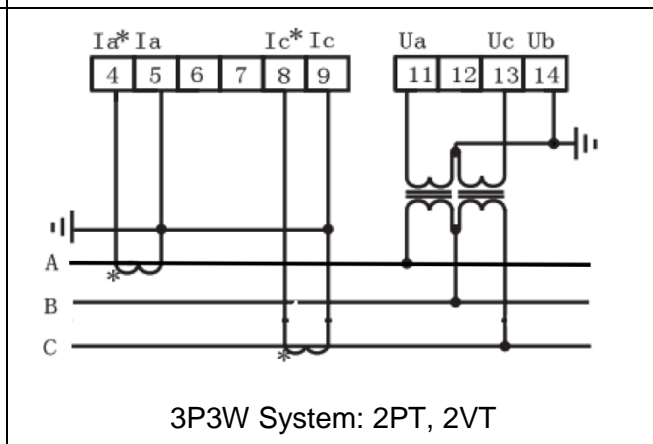 Ia* Ia Ic* Ic Ua Uc Ub
4 5 6 7 8 9 11 12 13 14
A
*
B
C
*
3P3W System: 2PT, 2VT